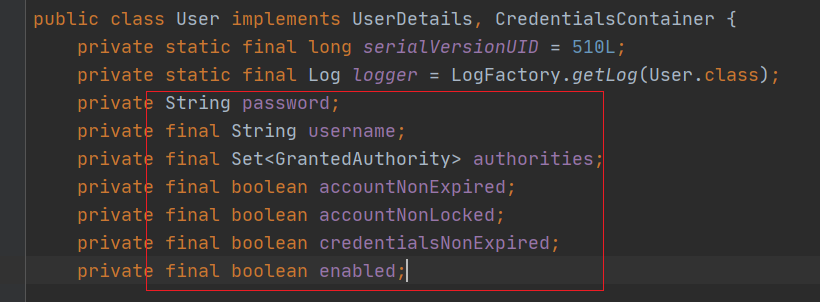 public class User implements UserDetails, CredentialsContainer {
    private static final long serialVersionUID = 510L;
    private static final Log logger = LogFactory.getLog(User.class);
    private String password;
    private final String username;
    private final Set<GrantedAuthority> authorities;
    private final boolean accountNonExpired;
    private final boolean accountNonLocked;
    private final boolean credentialsNonExpired;
    private final boolean enabled;